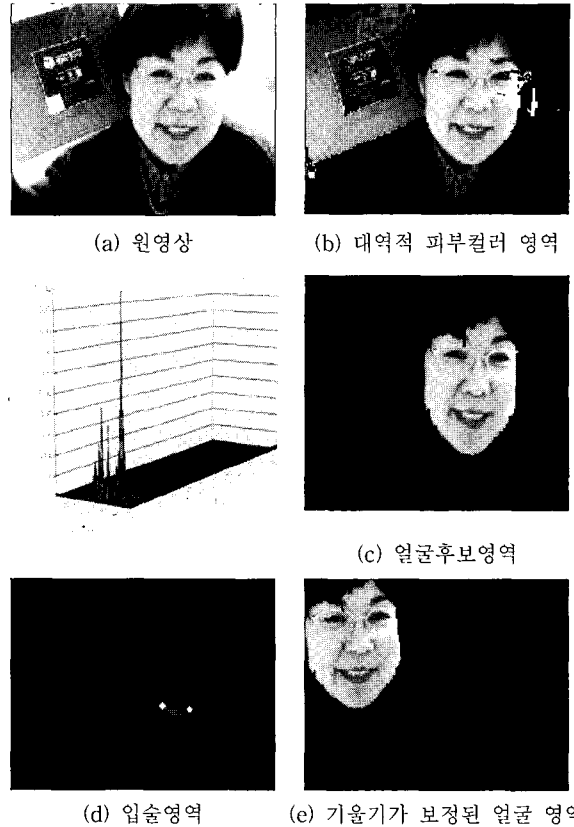 (a) 원영상
(b) 대역적 피부컬러 영역
(c) 얼굴후보영역
(d) 입술영역
(e) 기울기가 보정된 얼굴 영역